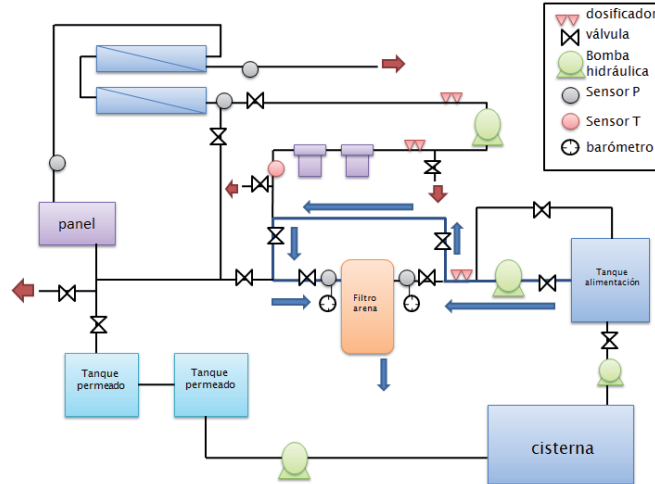 dosificador
válvula
Bomba
hidráulica
Sensor P
Sensor T
barómetro
panel
Filtro
arena
Tanque
alimentación
Tanque
permeado
Tanque
permeado
cisterna